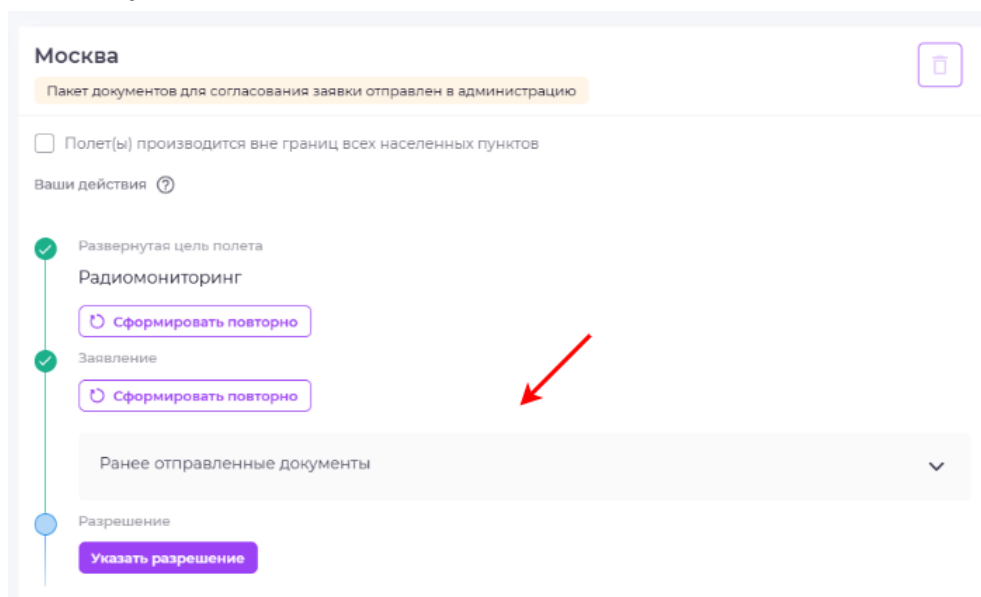 Москва
Пакет документов для согласования заявки отправлен в администрацию
Полет(ы) производится вне границ всех населенных пунктов
Ваши действия ?
Развернутая цель полета
Радиомониторинг
Сформировать повторно
Заявление
Сформировать повторно
Ранее отправленные документы
Разрешение
Указать разрешение